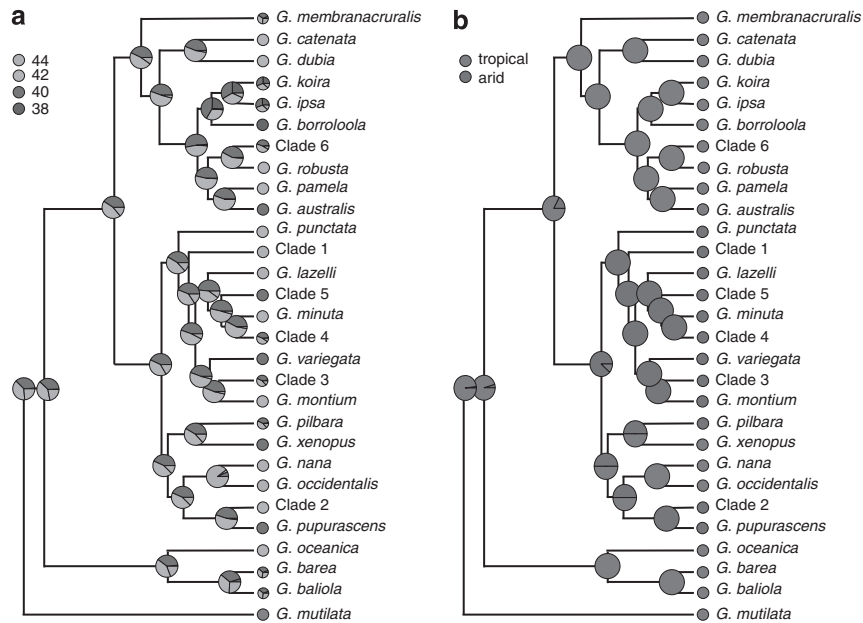 a
44
42
40
38
G. membranacruralis
G. catenata
G. dubia
G. koira
G. ipsa
G. borroloola
Clade 6
G. robusta
G. pamela
G. australis
G. punctata
Clade 1
G. lazelli
Clade 5
G. minuta
Clade 4
G. variegata
Clade 3
G. montium
G. pilbara
G. xenopus
G. nana
G. occidentalis
Clade 2
G. pupurascens
G. oceanica
G. barea
G. baliola
G. mutilata
b
tropical
arid
G. membranacruralis
G. catenata
G. dubia
G. koira
G. ipsa
G. borroloola
Clade 6
G. robusta
G. pamela
G. australis
G. punctata
Clade 1
G. lazelli
Clade 5
G. minuta
Clade 4
G. variegata
Clade 3
G. montium
G. pilbara
G. xenopus
G. nana
G. occidentalis
Clade 2
G. pupurascens
G. oceanica
G. barea
G. baliola
G. mutilata